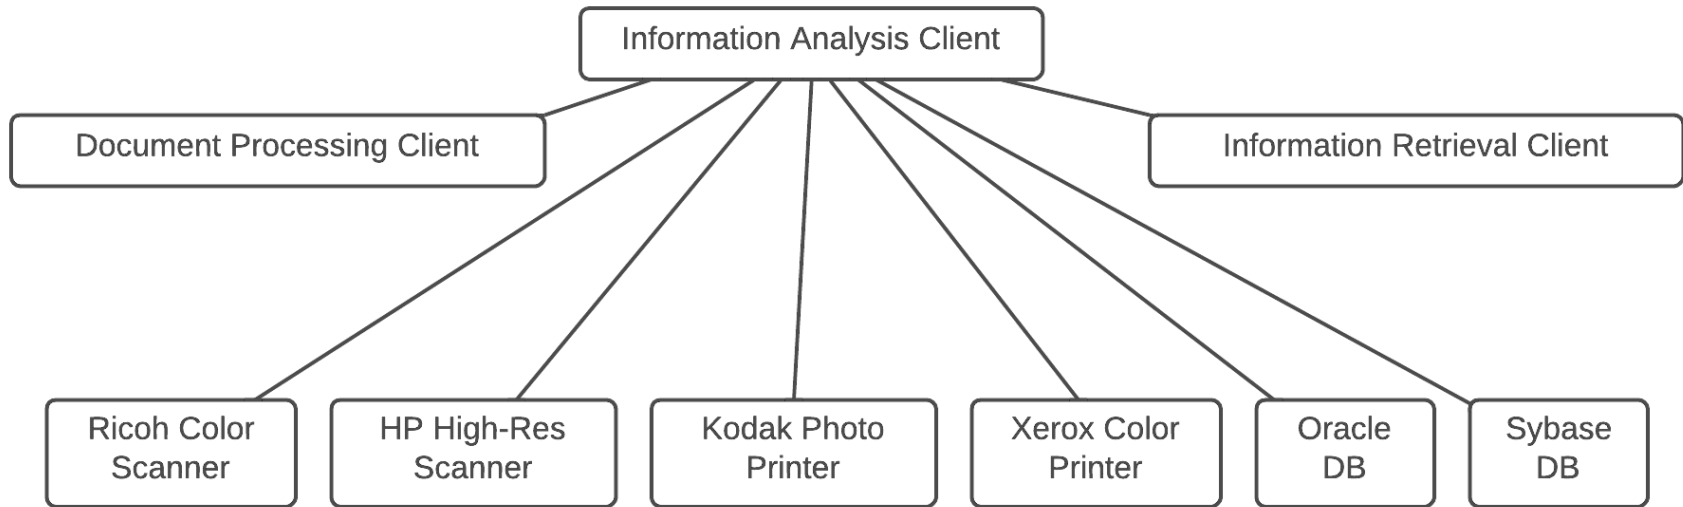 Information Analysis Client
Document Processing Client
Information Retrieval Client
Ricoh Color
Scanner
HP High-Res
Scanner
Kodak Photo
Printer
Xerox Color
Printer
Oracle
DB
Sybase
DB